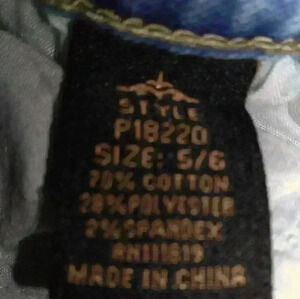 STYLE
P18220
SIZE: 5/6
70% COTTON
28% POLYESTER
2% SPANDEX
RN111619
MADE IN CHINA